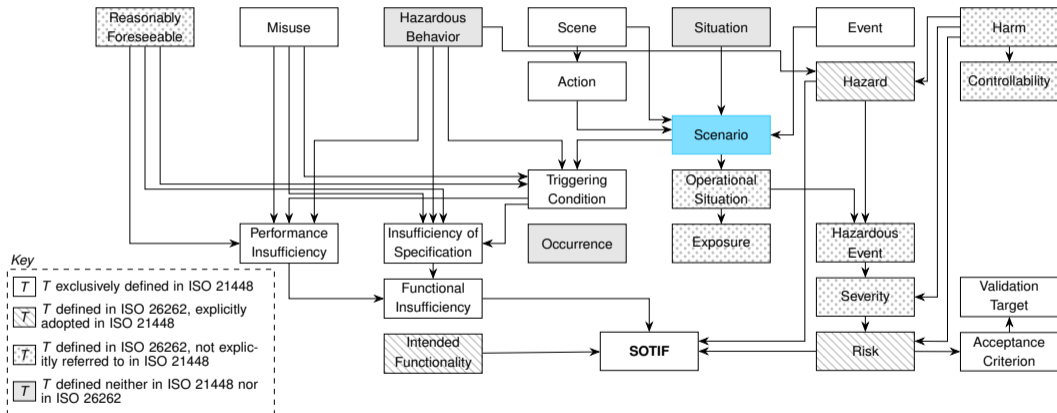 Reasonably
Foreseeable
Misuse
Hazardous
Behavior
Scene
Situation
Event
Harm
Action
Hazard
Controllability
Scenario
Triggering
Condition
Operational
Situation
Performance
Insufficiency
Insufficiency of
Specification
Occurrence
Exposure
Hazardous
Event
Key
T T exclusively defined in ISO 21448
T T defined in ISO 26262, explicitly
adopted in ISO 21448
T T defined in ISO 26262, not explic-
itly referred to in ISO 21448
T T defined neither in ISO 21448 nor
in ISO 26262
Functional
Insufficiency
Severity
Validation
Target
Intended
Functionality
SOTIF
Risk
Acceptance
Criterion